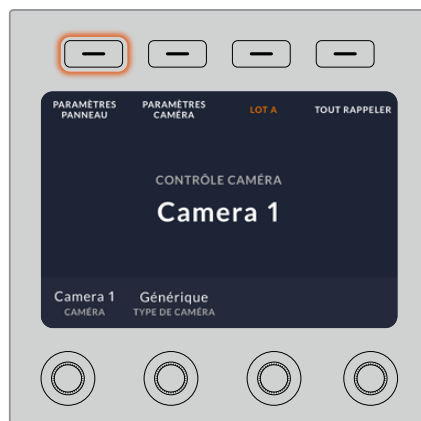 PARAMÈTRES PANNEAU
PARAMÈTRES CAMÉRA
LOT A
TOUT RAPPELER
CONTRÔLE CAMÉRA
Camera 1
Camera 1
CAMÉRA
Générique
TYPE DE CAMÉRA